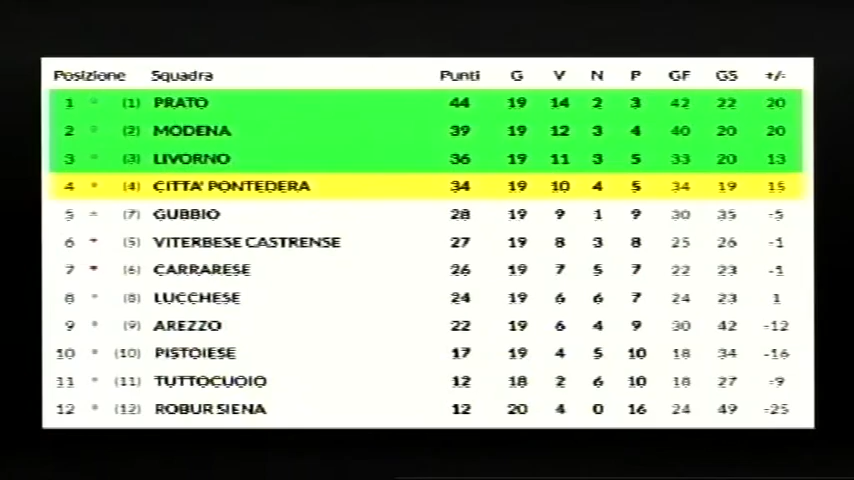 Posizione Squadra Punti G V N P GF GS +/-
1 (1) PRATO 44 19 14 2 3 42 22 20
2 (2) MODENA 39 19 12 3 4 40 20 20
3 (3) LIVORNO 36 19 11 3 5 33 20 13
4 (4) CITTA' PONTEDERA 34 19 10 4 5 34 19 15
5 (7) GUBBIO 28 19 9 1 9 30 35 -5
6 (5) VITERBESE CASTRENSE 27 19 8 3 8 25 26 -1
7 (6) CARRARESE 26 19 7 5 7 22 23 -1
8 (8) LUCCHESE 24 19 6 6 7 24 23 1
9 (9) AREZZO 22 19 6 4 9 30 42 -12
10 (10) PISTOIESE 17 19 4 5 10 18 34 -16
11 (11) TUTTOCUOIO 12 18 2 6 10 18 27 -9
12 (12) ROBUR SIENA 12 20 4 0 16 24 49 -25